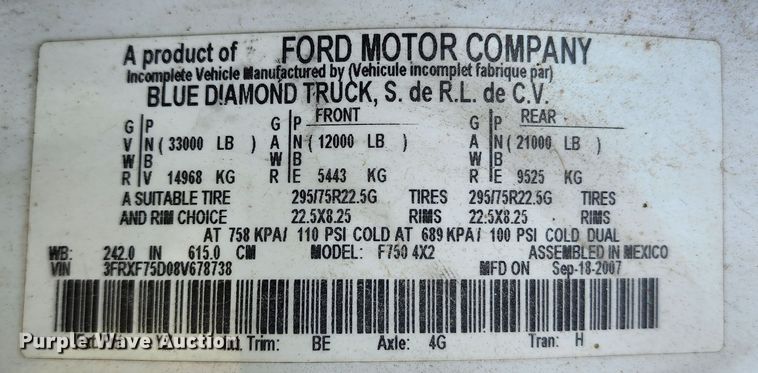 A product of FORD MOTOR COMPANY
Incomplete Vehicle Manufactured by (Vehicule incomplet fabrique par)
BLUE DIAMOND TRUCK, S. de R.L. de C.V.
G P G P FRONT P REAR
V N ( 33000 LB ) A N ( 12000 LB ) A N ( 21000 LB )
W B W B W B
R V 14968 KG R E 5443 KG R E 9525 KG
A SUITABLE TIRE 295/75R22.5G TIRES 295/75R22.5G TIRES
AND RIM CHOICE 22.5X8.25 RIMS 22.5X8.25 RIMS
AT 758 KPA/ 110 PSI COLD AT 689 KPA/ 100 PSI COLD DUAL
WB: 242.0 IN 615.0 CM MODEL: F750 4X2 ASSEMBLED IN MEXICO
VIN 3FRXF75D08V678738 MFD ON Sep-18-2007
Purple Wave Auction
Int. Trim: BE Axle: 4G Tran: H